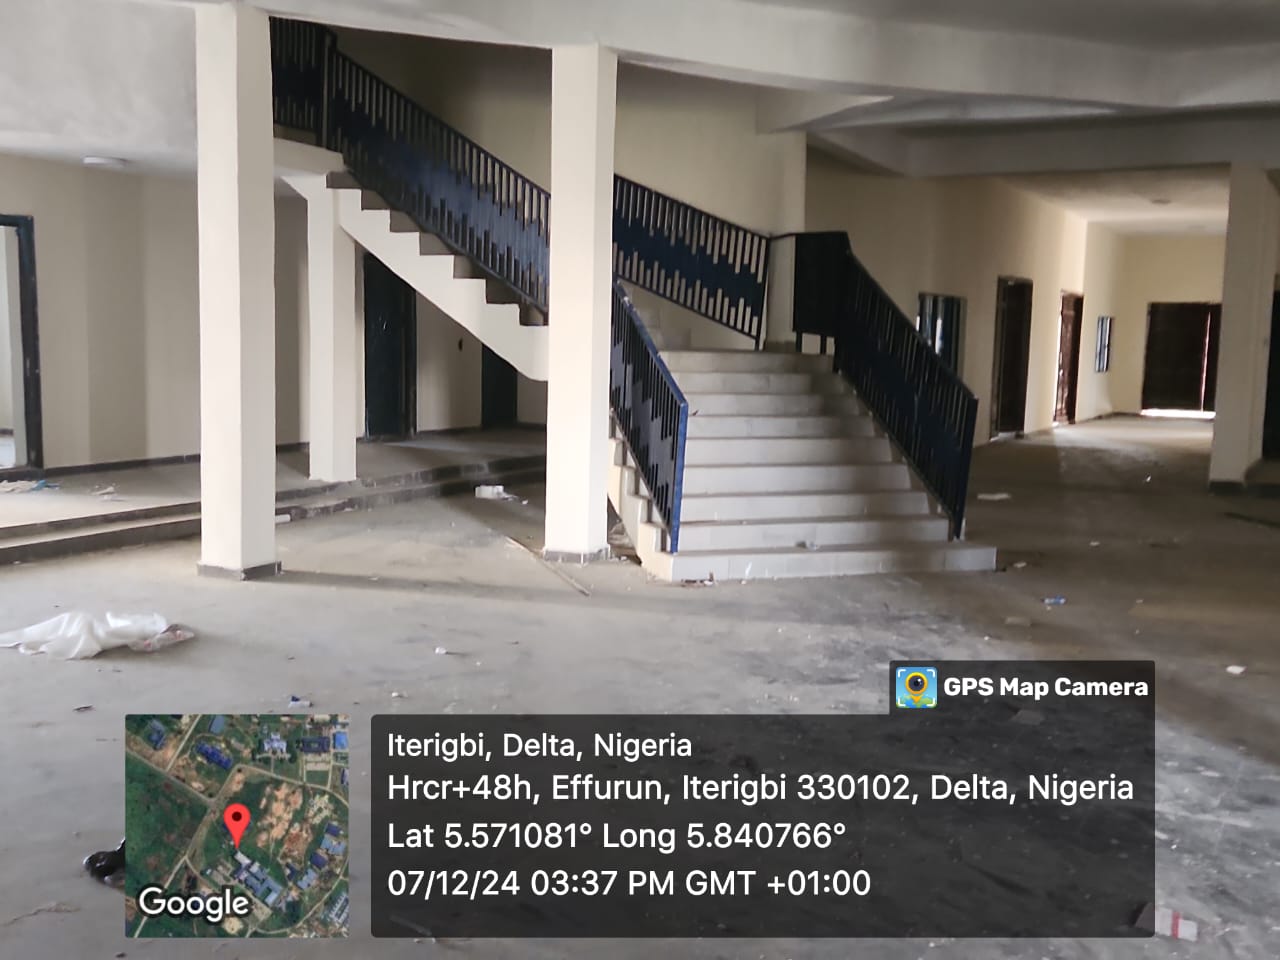 GPS Map Camera
Iterigbi, Delta, Nigeria
Hrcr+48h, Effurun, Iterigbi 330102, Delta, Nigeria
Lat 5.571081° Long 5.840766°
07/12/24 03:37 PM GMT +01:00
Google